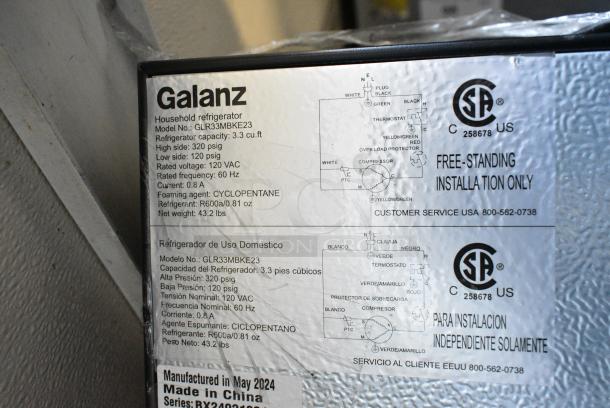 Galanz
Household refrigerator
Model No.: GLR33MBKE23
Refrigerator capacity: 3.3 cu.ft
High side: 320 psig
Low side: 120 psig
Rated voltage: 120 VAC
Rated frequency: 60 Hz
Current: 0.8 A
Foaming agent: CYCLOPENTANE
Refrigerant: R600a/0.81 oz
Net weight: 43.2 lbs
N E L
PLUG
WHITE BLACK
GREEN BLACK
THERMOSTAT
YELLOW/GREEN
RED
OVERLOAD PROTECTOR
WHITE COMPRESSOR
PTC
YELLOW/GREEN
CSA ®
C 258678 US
FREE-STANDING
INSTALLATION ONLY
CUSTOMER SERVICE USA 800-562-0738
Refrigerador de Uso Doméstico
Modelo No.: GLR33MBKE23
Capacidad del Refrigerador: 3.3 pies cúbicos
Alta Presión: 320 psig
Baja Presión: 120 psig
Tensión Nominal: 120 VAC
Frecuencia Nominal: 60 Hz
Corriente: 0.8 A
Agente Espumante: CICLOPENTANO
Refrigerante: R600a/0.81 oz
Peso Neto: 43.2 lbs
BLANCO CLAVIJA
VERDE NEGRO
TERMOSTATO
VERDE/AMARILLO
ROJO
PROTECTOR DE SOBRECARGA
BLANCO COMPRESOR
PTC
VERDE/AMARILLO
CSA ®
C 258678 US
PARA INSTALACION
INDEPENDIENTE SOLAMENTE
SERVICIO AL CLIENTE EEUU 800-562-0738
Manufactured in May 2024
Made in China